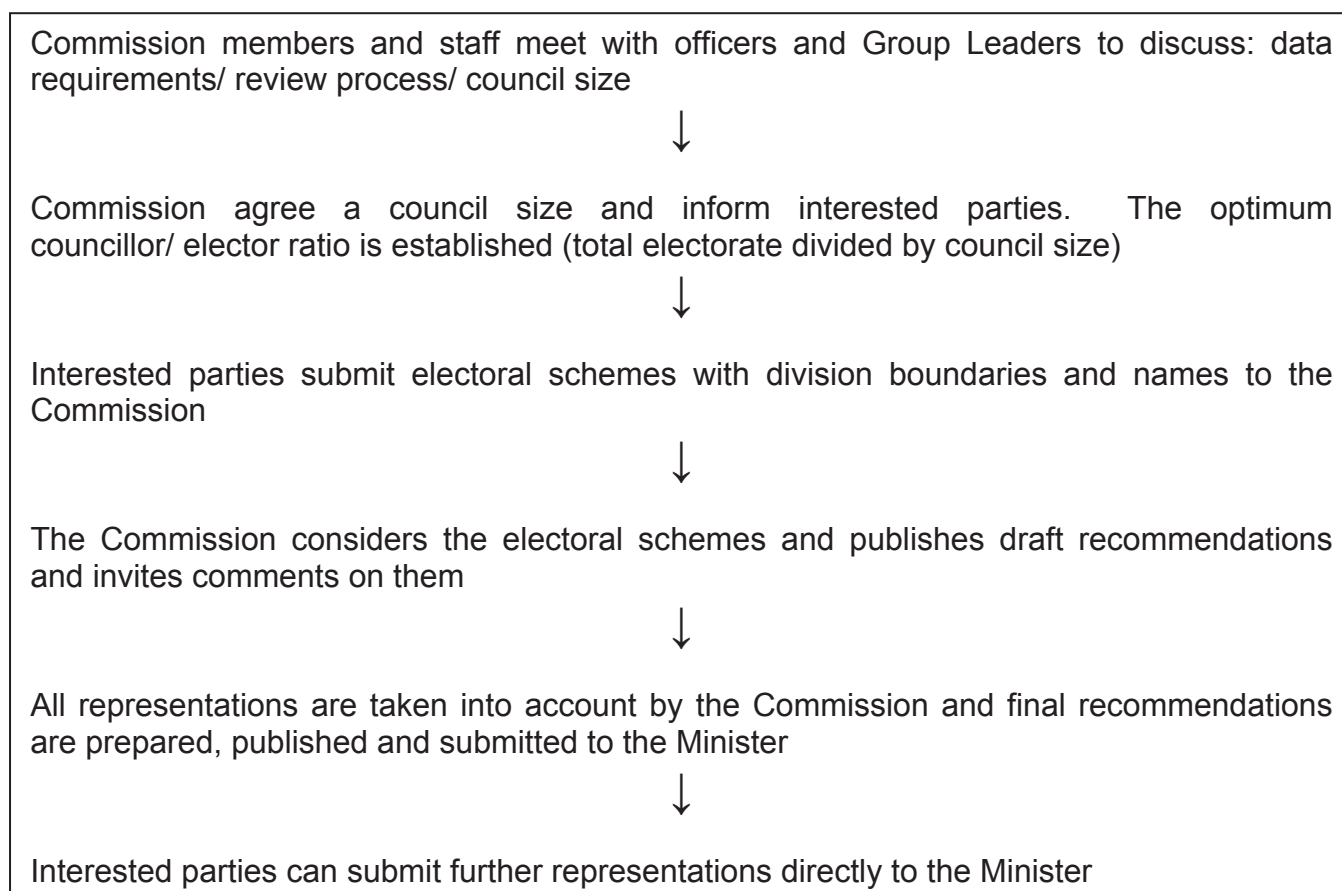 Commission members and staff meet with officers and Group Leaders to discuss: data
requirements/ review process/ council size
↓
Commission agree a council size and inform interested parties. The optimum
councillor/ elector ratio is established (total electorate divided by council size)
↓
Interested parties submit electoral schemes with division boundaries and names to the
Commission
↓
The Commission considers the electoral schemes and publishes draft recommendations
and invites comments on them
↓
All representations are taken into account by the Commission and final recommendations
are prepared, published and submitted to the Minister
↓
Interested parties can submit further representations directly to the Minister